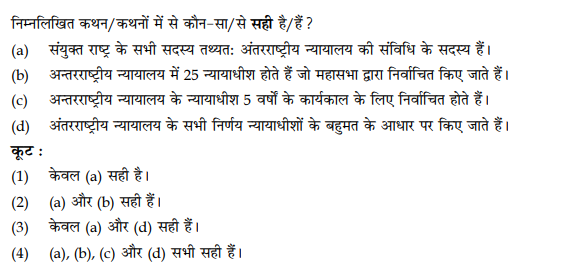 निम्नलिखित कथन/कथनों में से कौन-सा/से सही है/हैं ?
(a) संयुक्त राष्ट्र के सभी सदस्य तथ्यत: अंतरराष्ट्रीय न्यायालय की संविधि के सदस्य हैं।
(b) अन्तरराष्ट्रीय न्यायालय में 25 न्यायाधीश होते हैं जो महासभा द्वारा निर्वाचित किए जाते हैं।
(c) अन्तरराष्ट्रीय न्यायालय के न्यायाधीश 5 वर्षों के कार्यकाल के लिए निर्वाचित होते हैं।
(d) अंतरराष्ट्रीय न्यायालय के सभी निर्णय न्यायाधीशों के बहुमत के आधार पर किए जाते हैं।
कूट :
(1) केवल (a) सही है।
(2) (a) और (b) सही हैं।
(3) केवल (a) और (d) सही हैं।
(4) (a), (b), (c) और (d) सभी सही हैं।